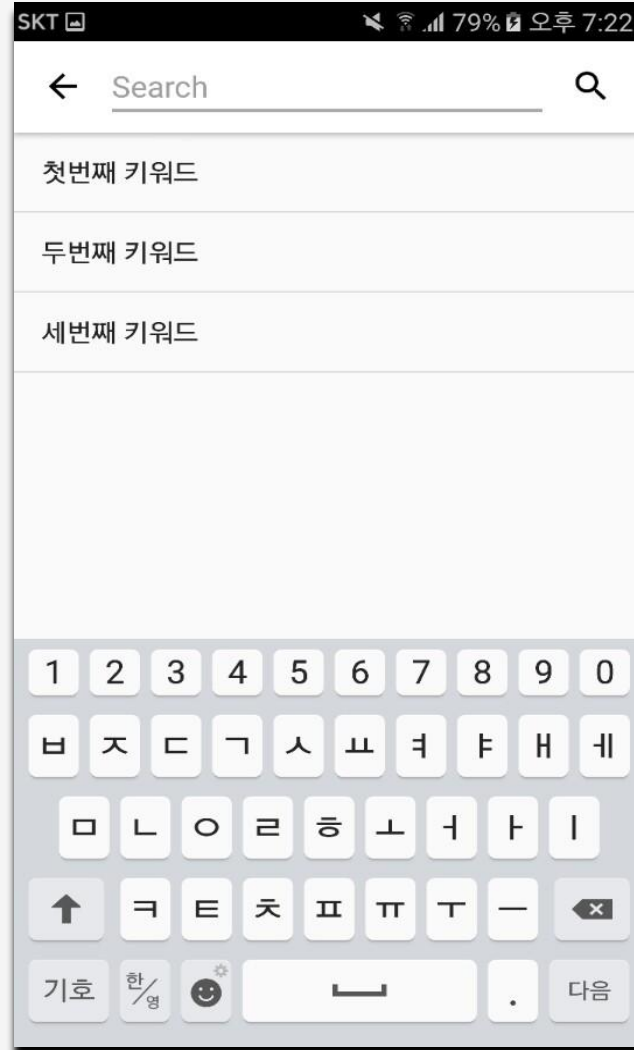 SKT 79% 오후 7:22
Search
첫번째 키워드
두번째 키워드
세번째 키워드
1 2 3 4 5 6 7 8 9 0
ㅂ ㅈ ㄷ ㄱ ㅅ ㅛ ㅕ ㅑ ㅐ ㅔ
ㅁ ㄴ ㅇ ㄹ ㅎ ㅗ ㅓ ㅏ ㅣ
ㅋ ㅌ ㅊ ㅍ ㅠ ㅜ ㅡ
기호 한/영 . 다음